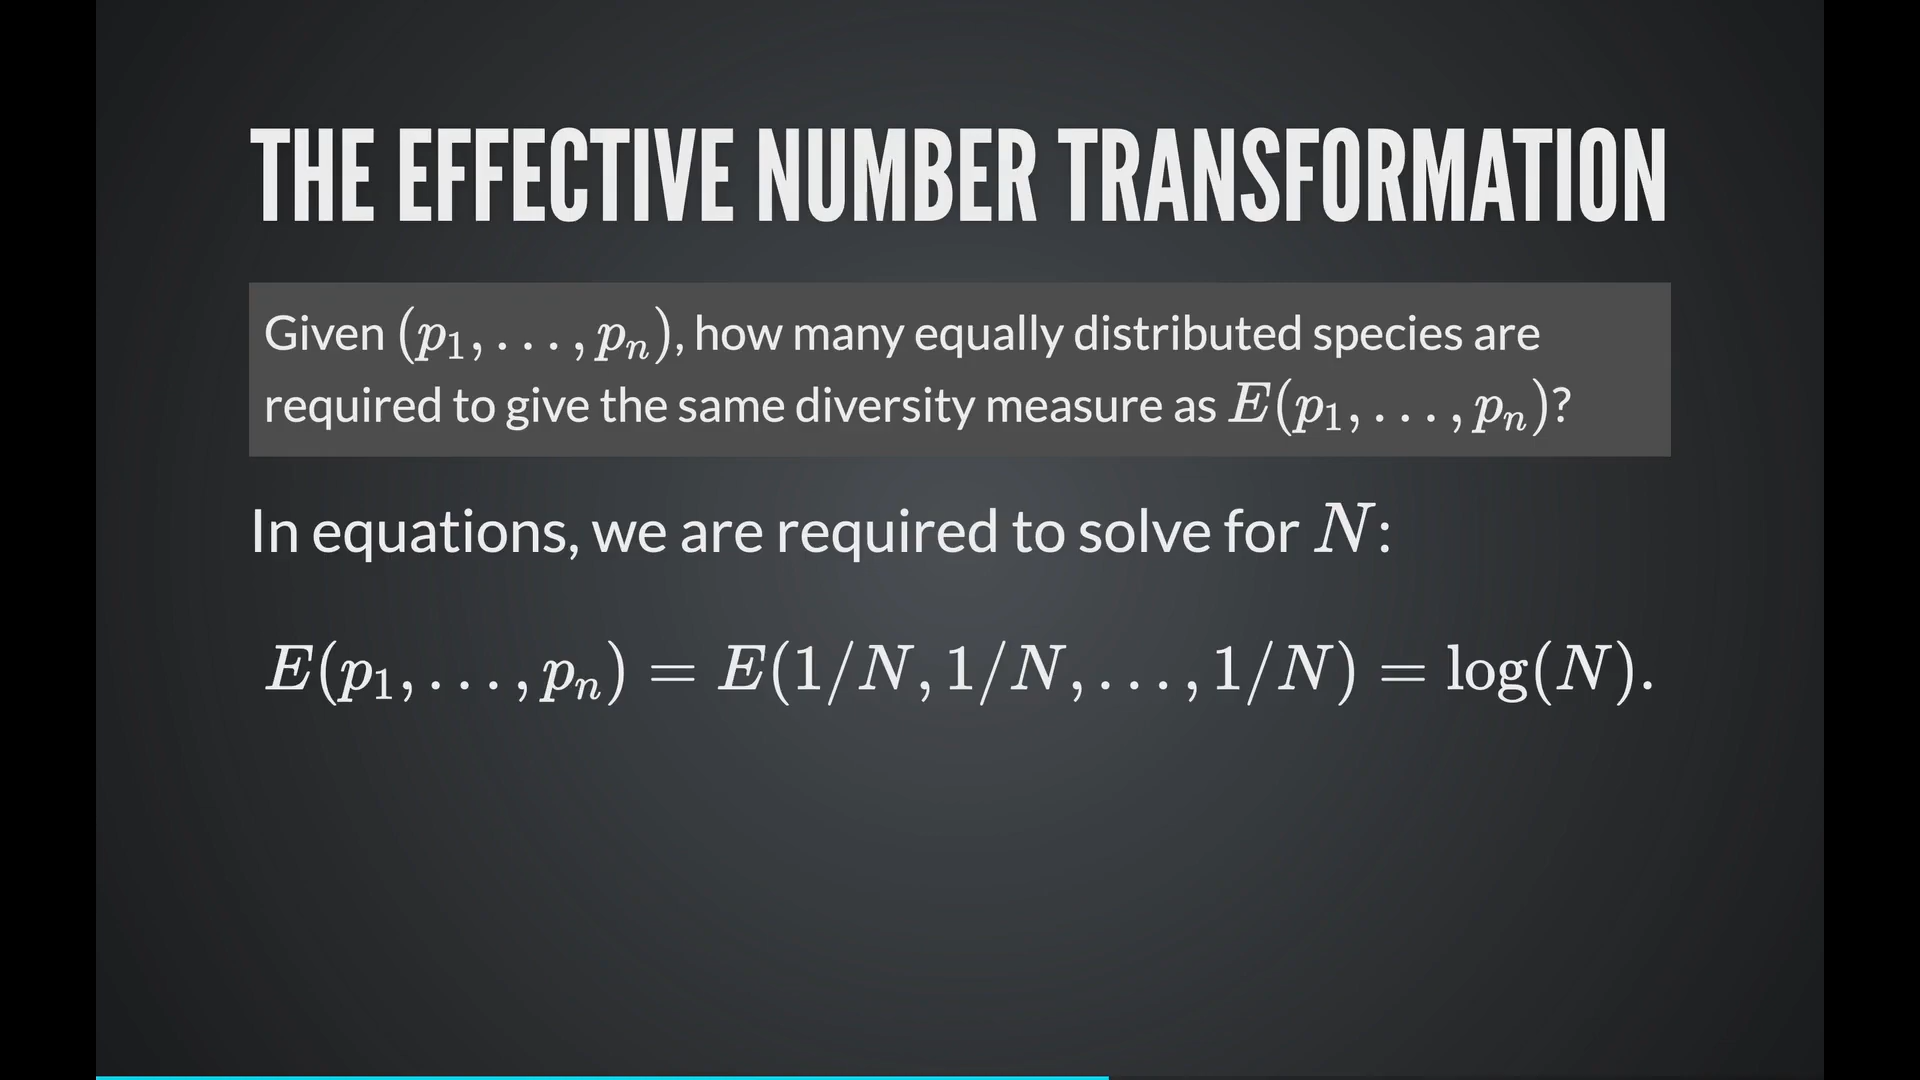 THE EFFECTIVE NUMBER TRANSFORMATION
Given (p₁, . . . , pₙ), how many equally distributed species are
required to give the same diversity measure as E(p₁, . . . , pₙ)?
In equations, we are required to solve for N:
E(p₁, . . . , pₙ) = E(1/N, 1/N, . . . , 1/N) = log(N).